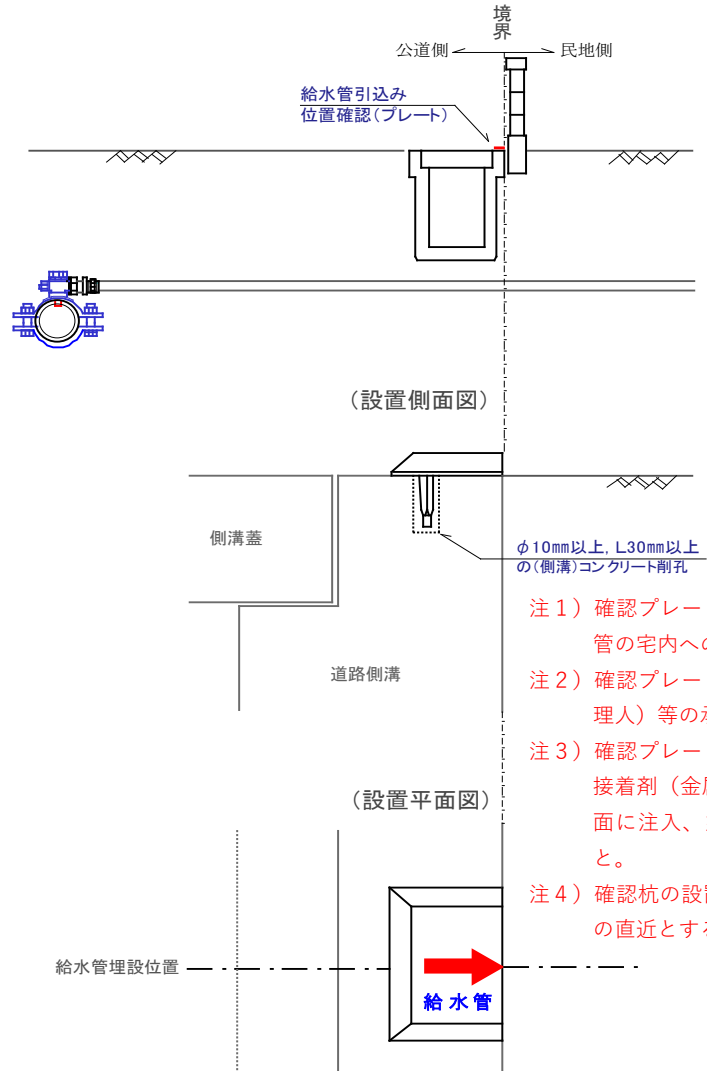 境
界
公道側
民地側
給水管引込み
位置確認(プレート)
(設置側面図)
側溝蓋
φ10㎜以上, L30㎜以上
の(側溝)コンクリート削孔
道路側溝
注1)確認プレー
管の宅内への
注2)確認プレー
理人)等の
注3)確認プレー
接着剤(金
面に注入、
と。
注4)確認杭の設
の直近とす
(設置平面図)
給水管埋設位置
給水管